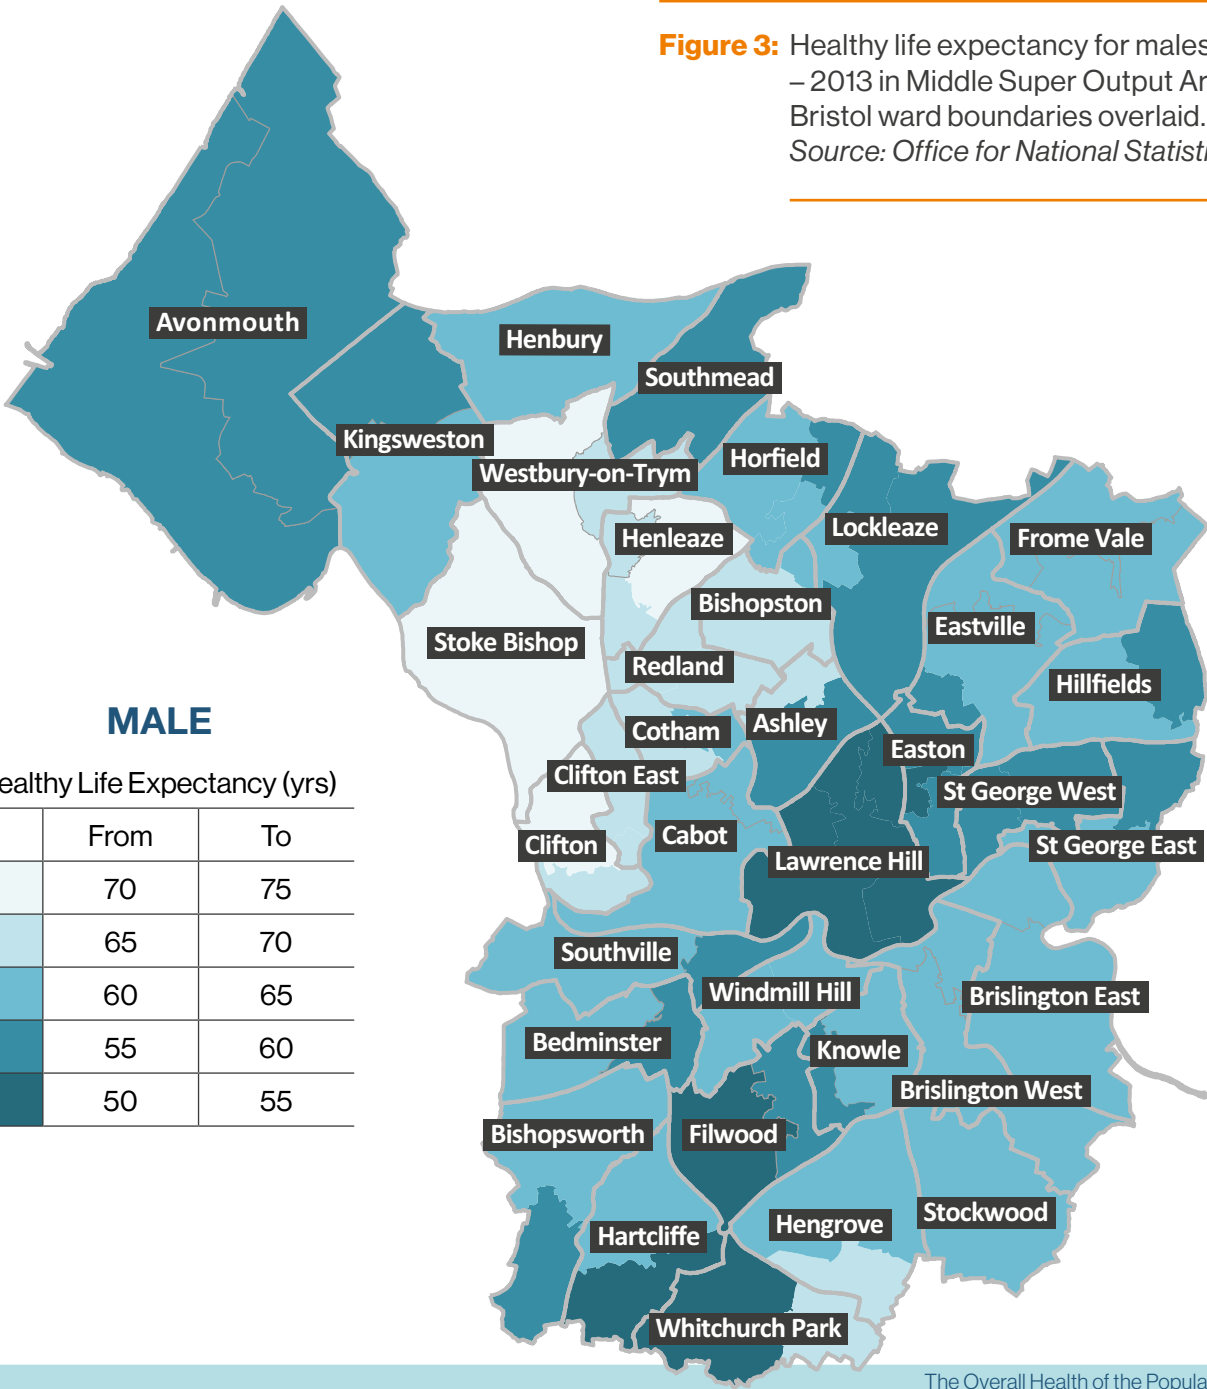 Figure 3: Healthy life expectancy for males
– 2013 in Middle Super Output Ar
Bristol ward boundaries overlaid.
Source: Office for National Statisti
Avonmouth
Henbury
Southmead
Kingsweston
Westbury-on-Trym
Horfield
Henleaze
Lockleaze
Frome Vale
Bishopston
Eastville
Stoke Bishop
Redland
Hillfields
Cotham
Ashley
Easton
Clifton East
St George West
Clifton
Cabot
Lawrence Hill
St George East
Southville
Windmill Hill
Brislington East
Bedminster
Knowle
Brislington West
Bishopsworth
Filwood
Hartcliffe
Hengrove
Stockwood
Whitchurch Park
MALE
ealthy Life Expectancy (yrs)
From To
70 75
65 70
60 65
55 60
50 55
The Overall Health of the Popula